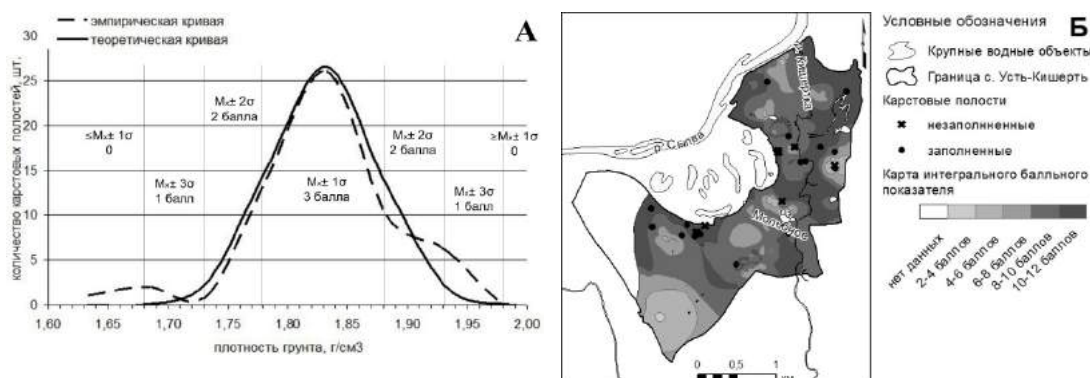 эмпирическая кривая
теоретическая кривая
А
количество карстовых полостей, шт.
30
25
20
15
10
5
0
≤Mx± 1σ
0
Mx± 3σ
1 балл
Mx± 2σ
2 балла
Mx± 1σ
3 балла
Mx± 2σ
2 балла
Mx± 3σ
1 балл
≥Mx± 1σ
0
1,60
1,65
1,70
1,75
1,80
1,85
1,90
1,95
2,00
плотность грунта, г/см3
р. Сылва
Мольбное
0
0,5
1
км
Б
Условные обозначения
Крупные водные объекты
Граница с. Усть-Кишерть
Карстовые полости
незаполненные
заполненные
Карта интегрального балльного
показателя
нет данных
2-4 баллов
4-6 баллов
6-8 баллов
8-10 баллов
10-12 баллов